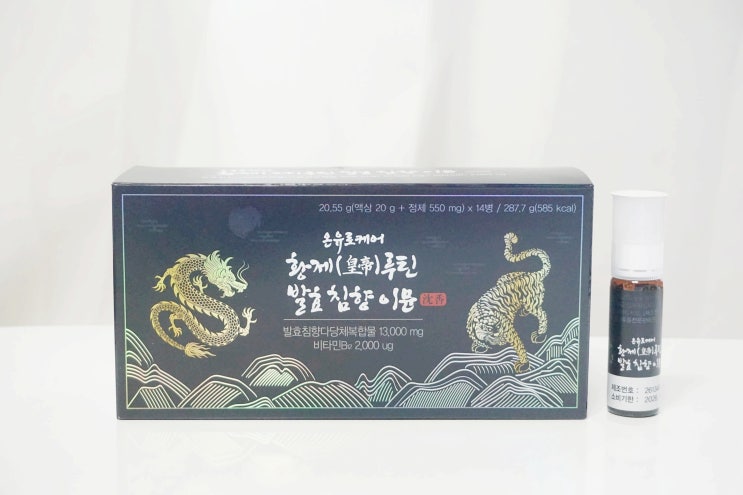 20.55 g(액상 20 g + 정제 550 mg) x 14병 / 287.7 g(585 kcal)
온유로케어
황제(皇帝)루틴
발효침향이뮨 沈香
발효침향다당체복합물 13,000 mg
비타민B₁₂ 2,000 ug
온유로케어
황제(皇帝)루틴
발효침향이
제조번호 :
소비기한 : 2026